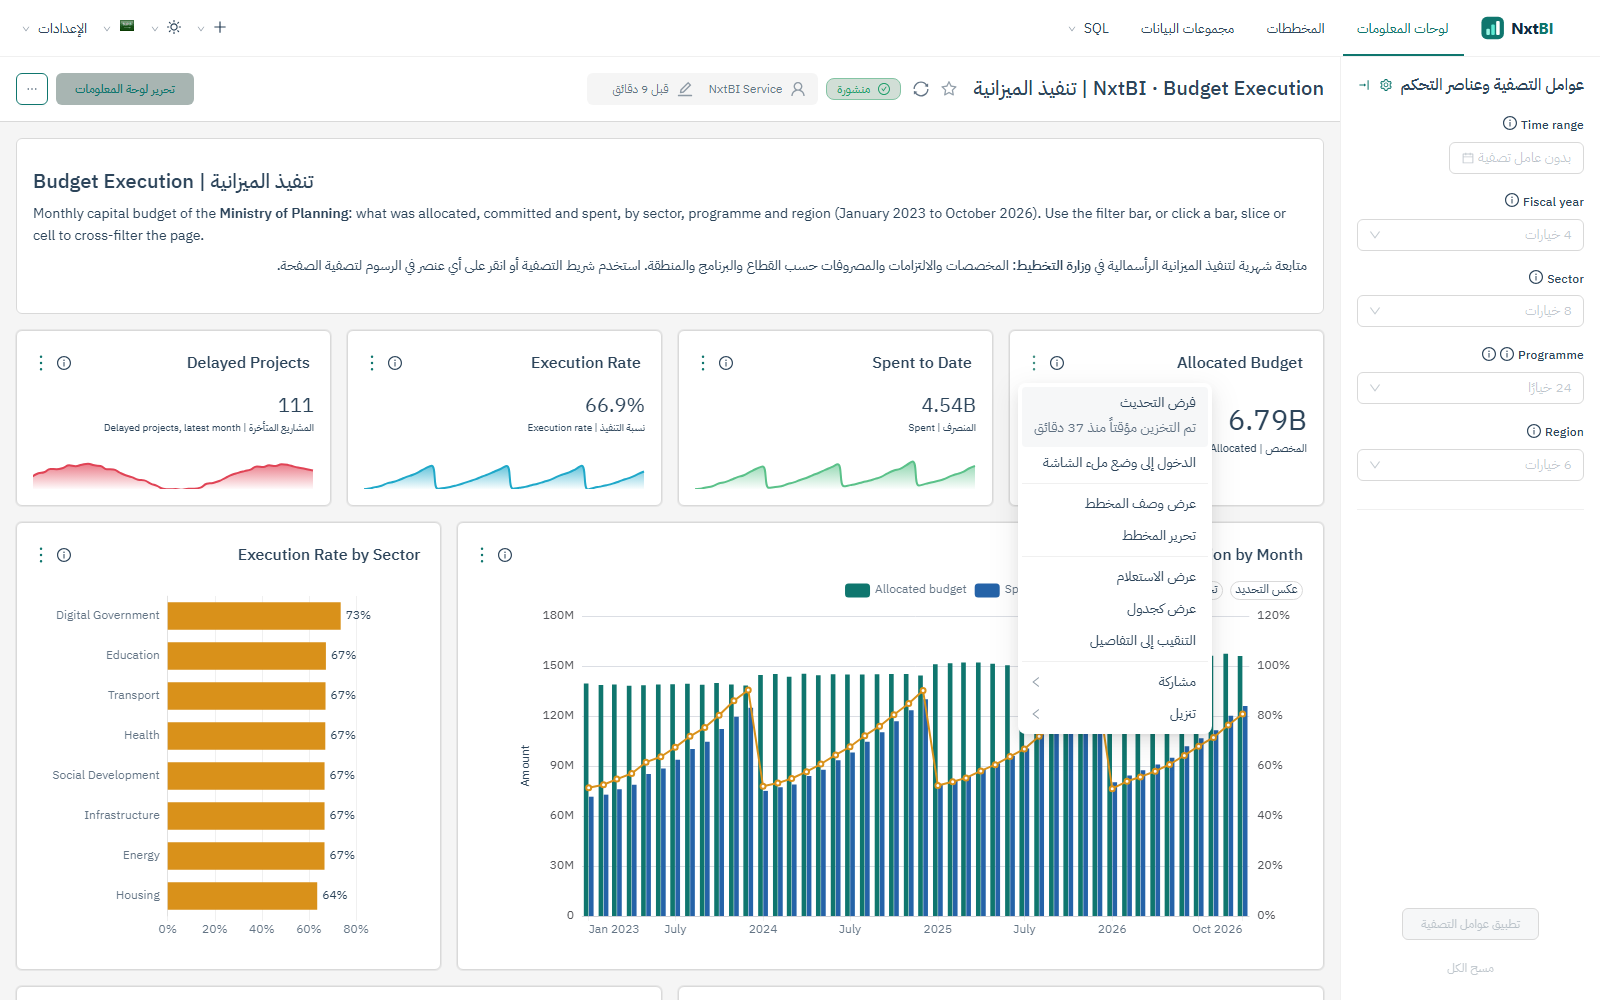 NxtBI
لوحات المعلومات
المخططات
مجموعات البيانات
SQL
الإعدادات
عوامل التصفية وعناصر التحكم
Time range
بدون عامل تصفية
Fiscal year
4 خيارات
Sector
8 خيارات
Programme
24 خيارًا
Region
6 خيارات
تطبيق عوامل التصفية
مسح الكل
NxtBI · Budget Execution | تنفيذ الميزانية
منشورة
NxtBI Service
قبل 9 دقائق
تحرير لوحة المعلومات
Budget Execution | تنفيذ الميزانية
Monthly capital budget of the Ministry of Planning: what was allocated, committed and spent, by sector, programme and region (January 2023 to October 2026). Use the filter bar, or click a bar, slice or
cell to cross-filter the page.
متابعة شهرية لتنفيذ الميزانية الرأسمالية في وزارة التخطيط: المخصصات والالتزامات والمصروفات حسب القطاع والبرنامج والمنطقة. استخدم شريط التصفية أو انقر على أي عنصر في الرسوم لتصفية الصفحة.
Allocated Budget
6.79B
Allocated | المخصص
Spent to Date
4.54B
Spent | المنصرف
Execution Rate
66.9%
Execution rate | نسبة التنفيذ
Delayed Projects
111
Delayed projects, latest month | المشاريع المتأخرة
فرض التحديث
تم التخزين مؤقتاً منذ 37 دقائق
الدخول إلى وضع ملء الشاشة
عرض وصف المخطط
تحرير المخطط
عرض الاستعلام
عرض كجدول
التنقيب إلى التفاصيل
مشاركة
تنزيل
on by Month
عكس التحديد
Allocated budget
Sp
Amount
180M
150M
120M
90M
60M
30M
0
120%
100%
80%
60%
40%
20%
0%
Jan 2023
July
2024
July
2025
July
2026
Oct 2026
Execution Rate by Sector
Digital Government 73%
Education 67%
Transport 67%
Health 67%
Social Development 67%
Infrastructure 67%
Energy 67%
Housing 64%
0% 20% 40% 60% 80%